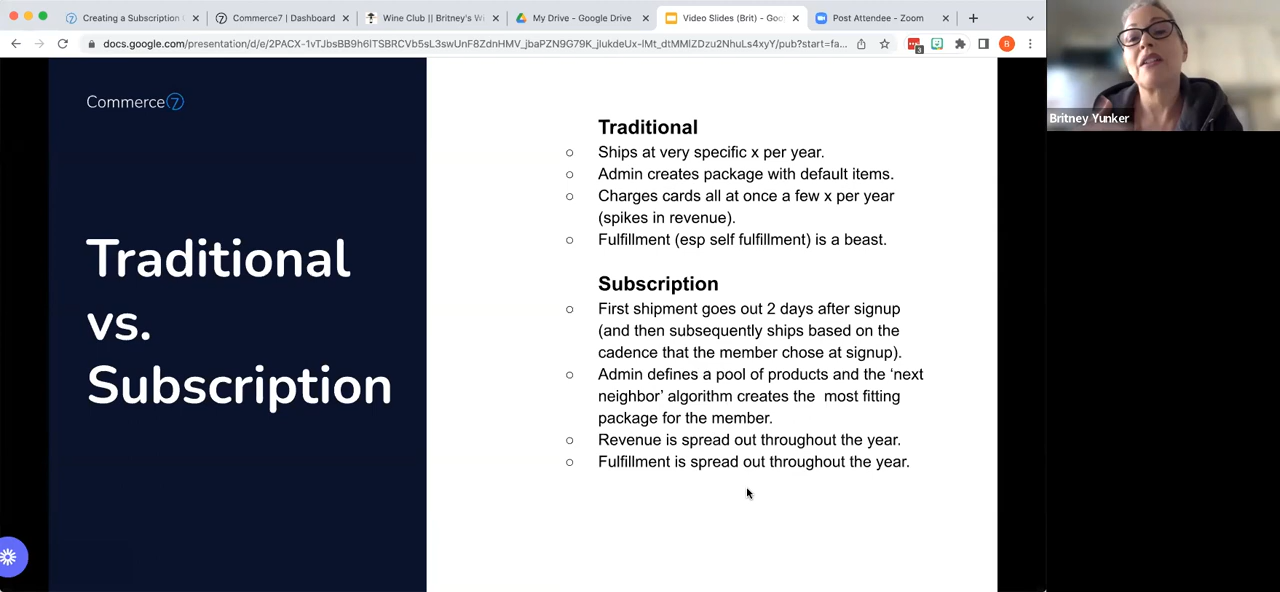 Creating a Subscription
Commerce7 | Dashboard
Wine Club || Britney's Wi
My Drive - Google Drive
Video Slides (Brit) - Goo
Post Attendee - Zoom
docs.google.com/presentation/d/e/2PACX-1vTJbsBB9h6lTSBRCVb5sL3swUnF8ZdnHMV_jbaPZN9G79K_jlukdeUx-lMt_dtMMlZDzu2NhuLs4xyY/pub?start=fa...
3
B
Britney Yunker
Commerce7
Traditional
vs.
Subscription
Traditional
Ships at very specific x per year.
Admin creates package with default items.
Charges cards all at once a few x per year
(spikes in revenue).
Fulfillment (esp self fulfillment) is a beast.
Subscription
First shipment goes out 2 days after signup
(and then subsequently ships based on the
cadence that the member chose at signup).
Admin defines a pool of products and the ‘next
neighbor’ algorithm creates the  most fitting
package for the member.
Revenue is spread out throughout the year.
Fulfillment is spread out throughout the year.